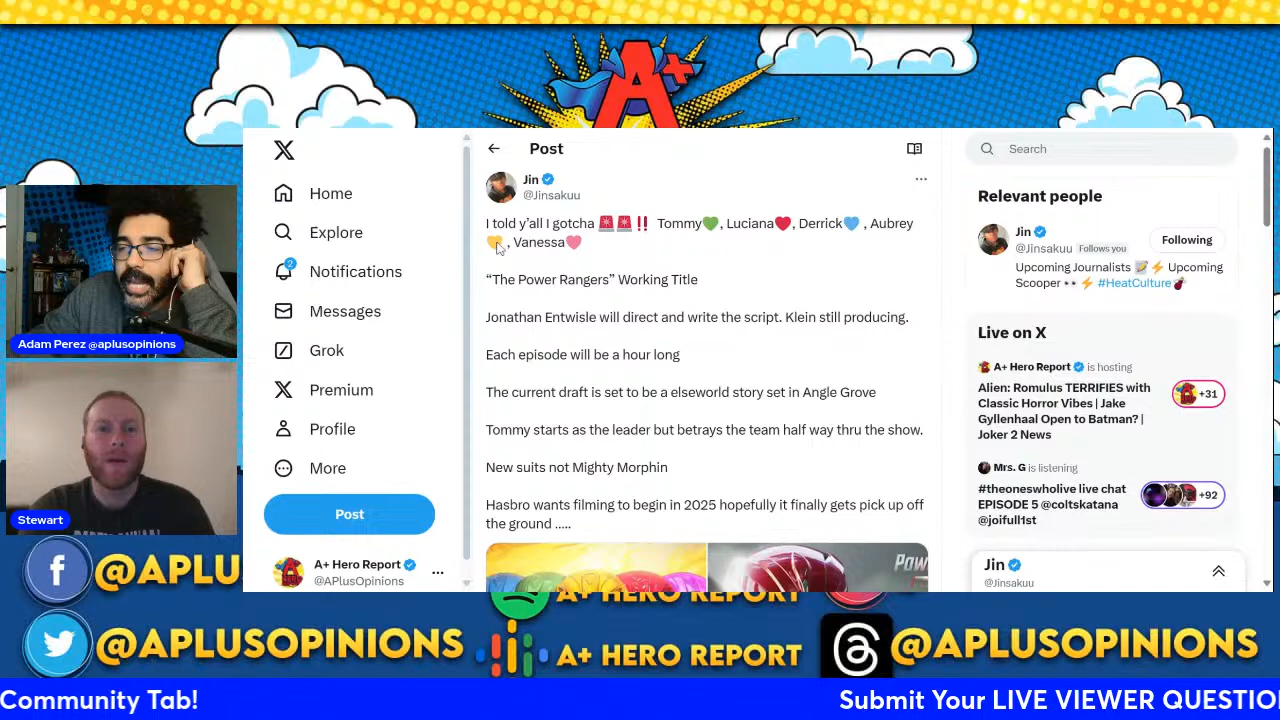 A+
Post
Search
Jin
@Jinsakuu
I told y'all I gotcha 🚨🚨‼️ Tommy💚, Luciana❤️, Derrick💙 , Aubrey
💛, Vanessa🩷
“The Power Rangers” Working Title
Jonathan Entwisle will direct and write the script. Klein still producing.
Each episode will be a hour long
The current draft is set to be a elseworld story set in Angle Grove
Tommy starts as the leader but betrays the team half way thru the show.
New suits not Mighty Morphin
Hasbro wants filming to begin in 2025 hopefully it finally gets pick up off
the ground .....
Home
Explore
2
Notifications
Messages
Grok
Premium
Profile
More
Post
A+ Hero Report
@APlusOpinions
Relevant people
Jin
@Jinsakuu Follows you
Following
Upcoming Journalists 📝⚡ Upcoming
Scooper 👀 ⚡ #HeatCulture
Live on X
A+ Hero Report is hosting
Alien: Romulus TERRIFIES with
Classic Horror Vibes | Jake
Gyllenhaal Open to Batman? |
Joker 2 News
+31
Mrs. G is listening
#theoneswholive live chat
EPISODE 5 @coltskatana
@joifull1st
+92
Jin
@Jinsakuu
Adam Perez @aplusopinions
Stewart
@APLU
A+ HERO REPORT
@APLUSOPINIONS
A+ HERO REPORT
@APLUSOPINIONS
Community Tab!
Submit Your LIVE VIEWER QUESTIO